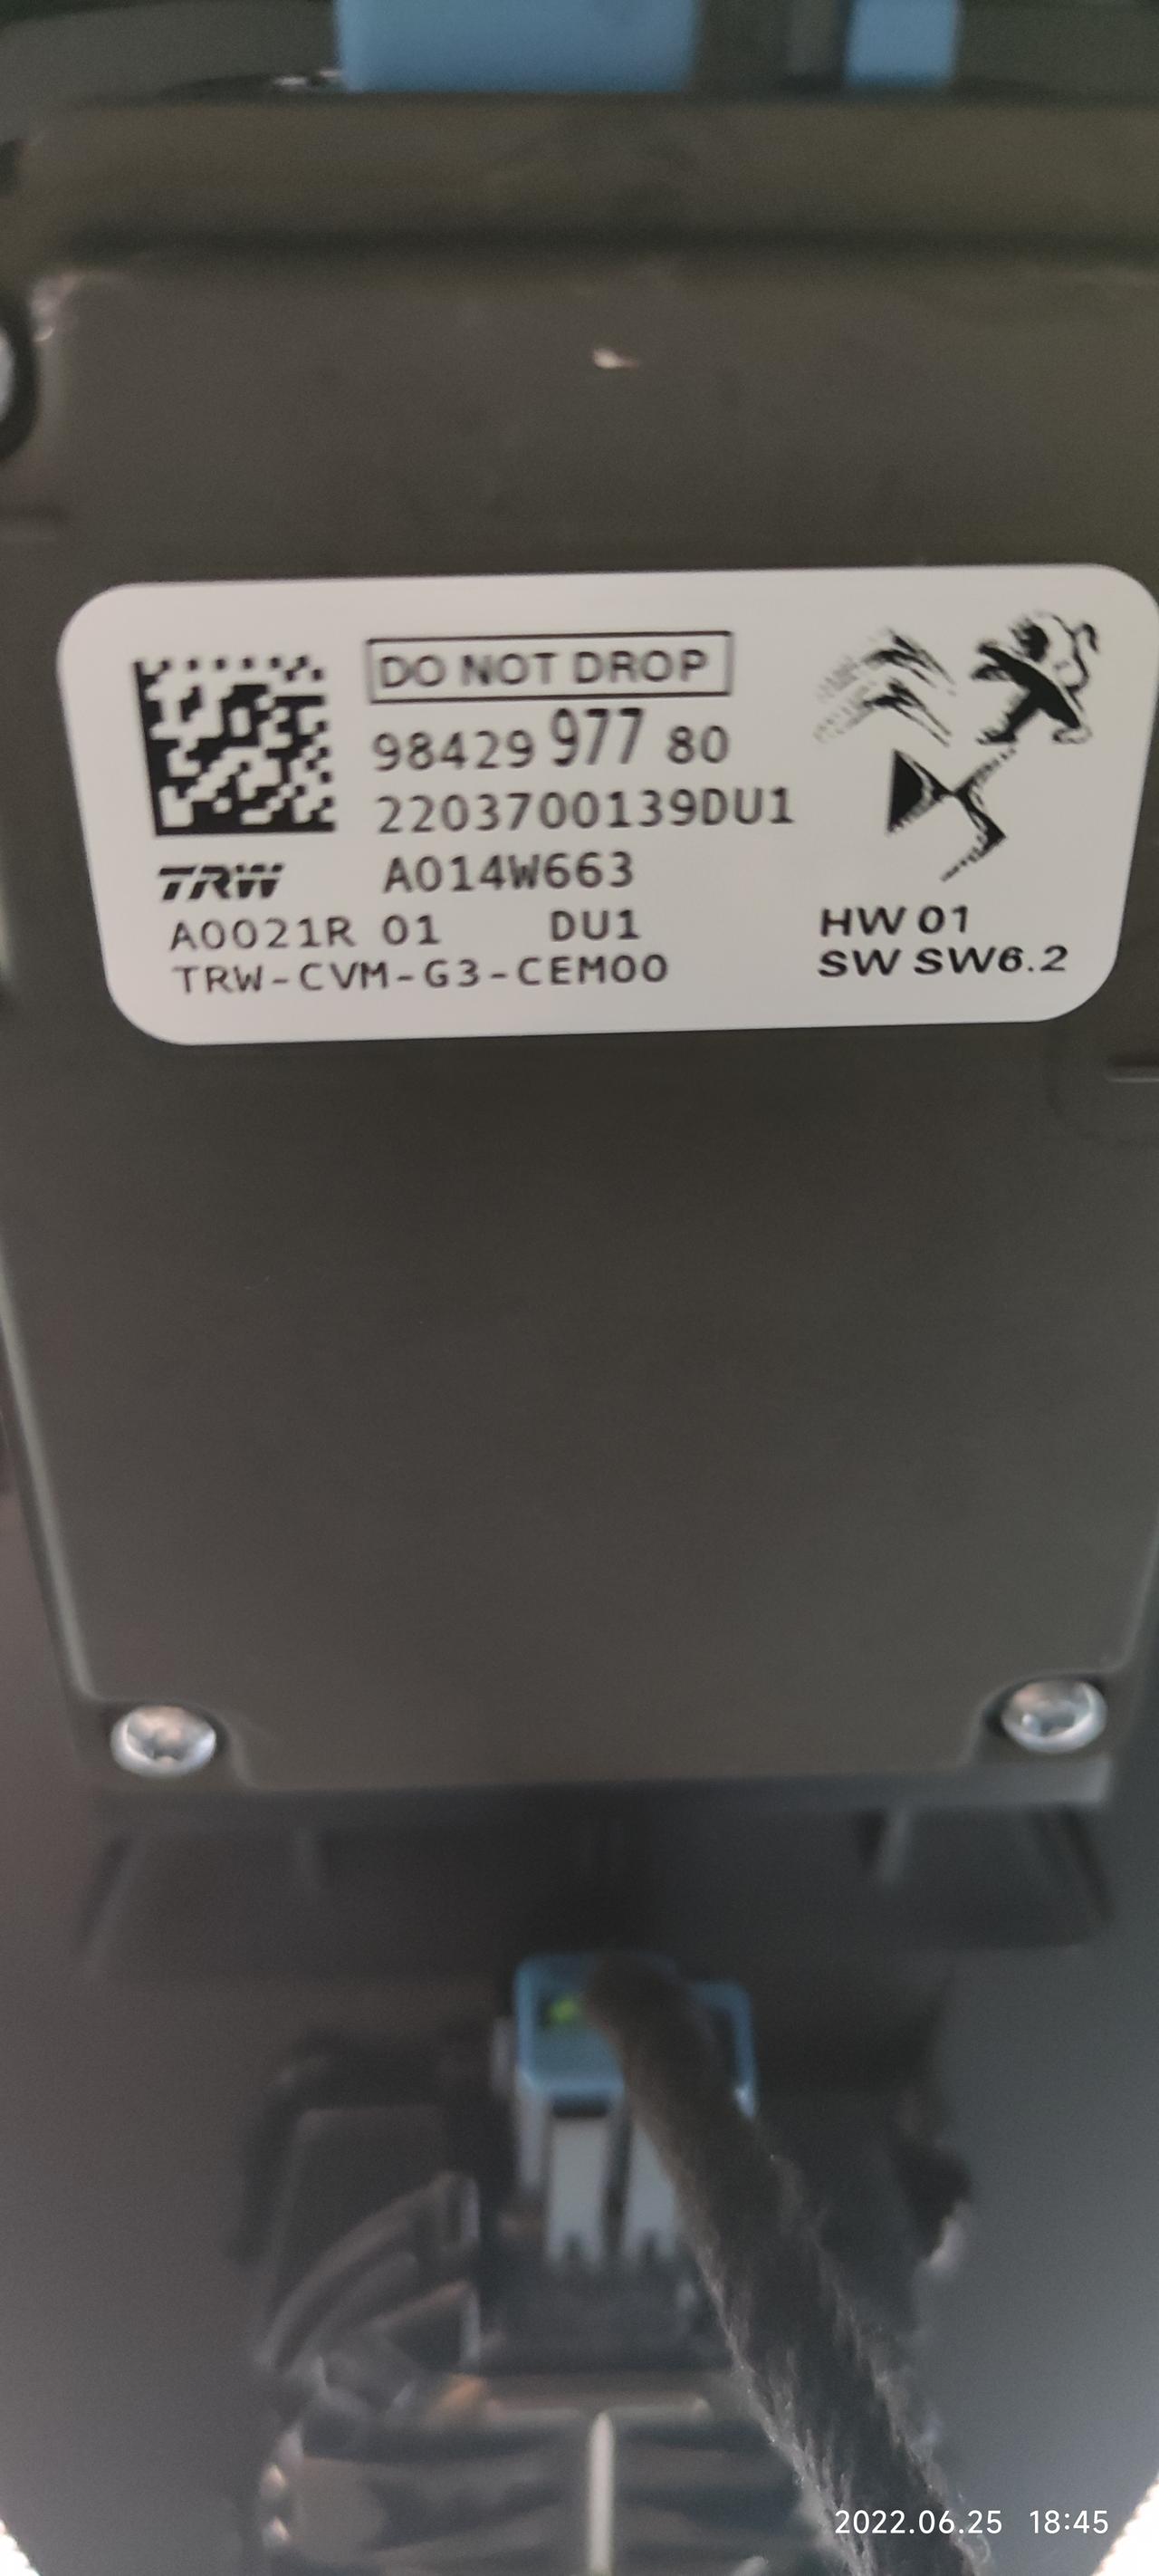 DO NOT DROP
98429 977 80
2203700139DU1
TRW A014W663
A0021R 01 DU1 HW 01
TRW-CVM-G3-CEM00 SW SW6.2
2022.06.25 18:45